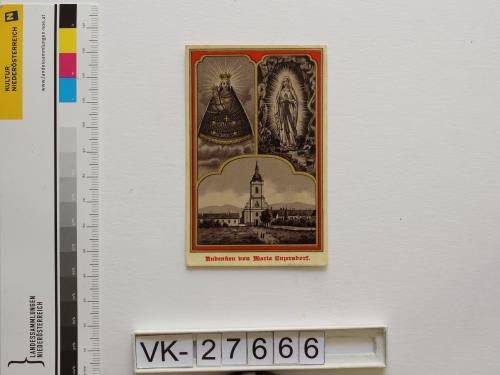 KULTUR
NIEDERÖSTERREICH
N
www.landessammlungen-noe.at
Andenken von Maria Enzersdorf.
LANDESSAMMLUNGEN
NIEDERÖSTERREICH
VK-27666